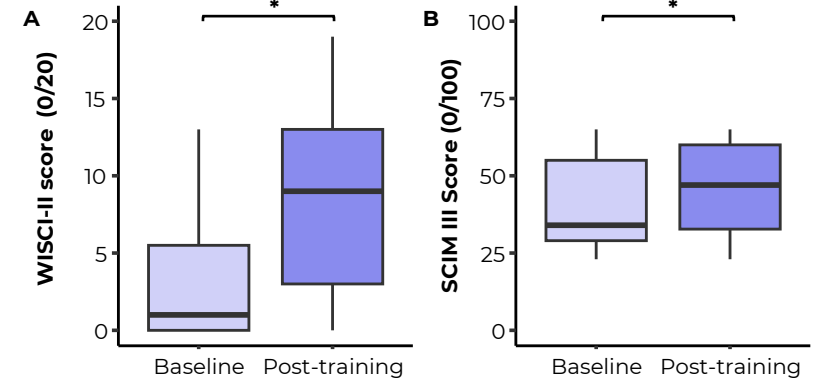 A
WISCI-II score (0/20)
20
15
10
5
0
*
Baseline
Post-training
B
SCIM III Score (0/100)
100
75
50
25
0
*
Baseline
Post-training